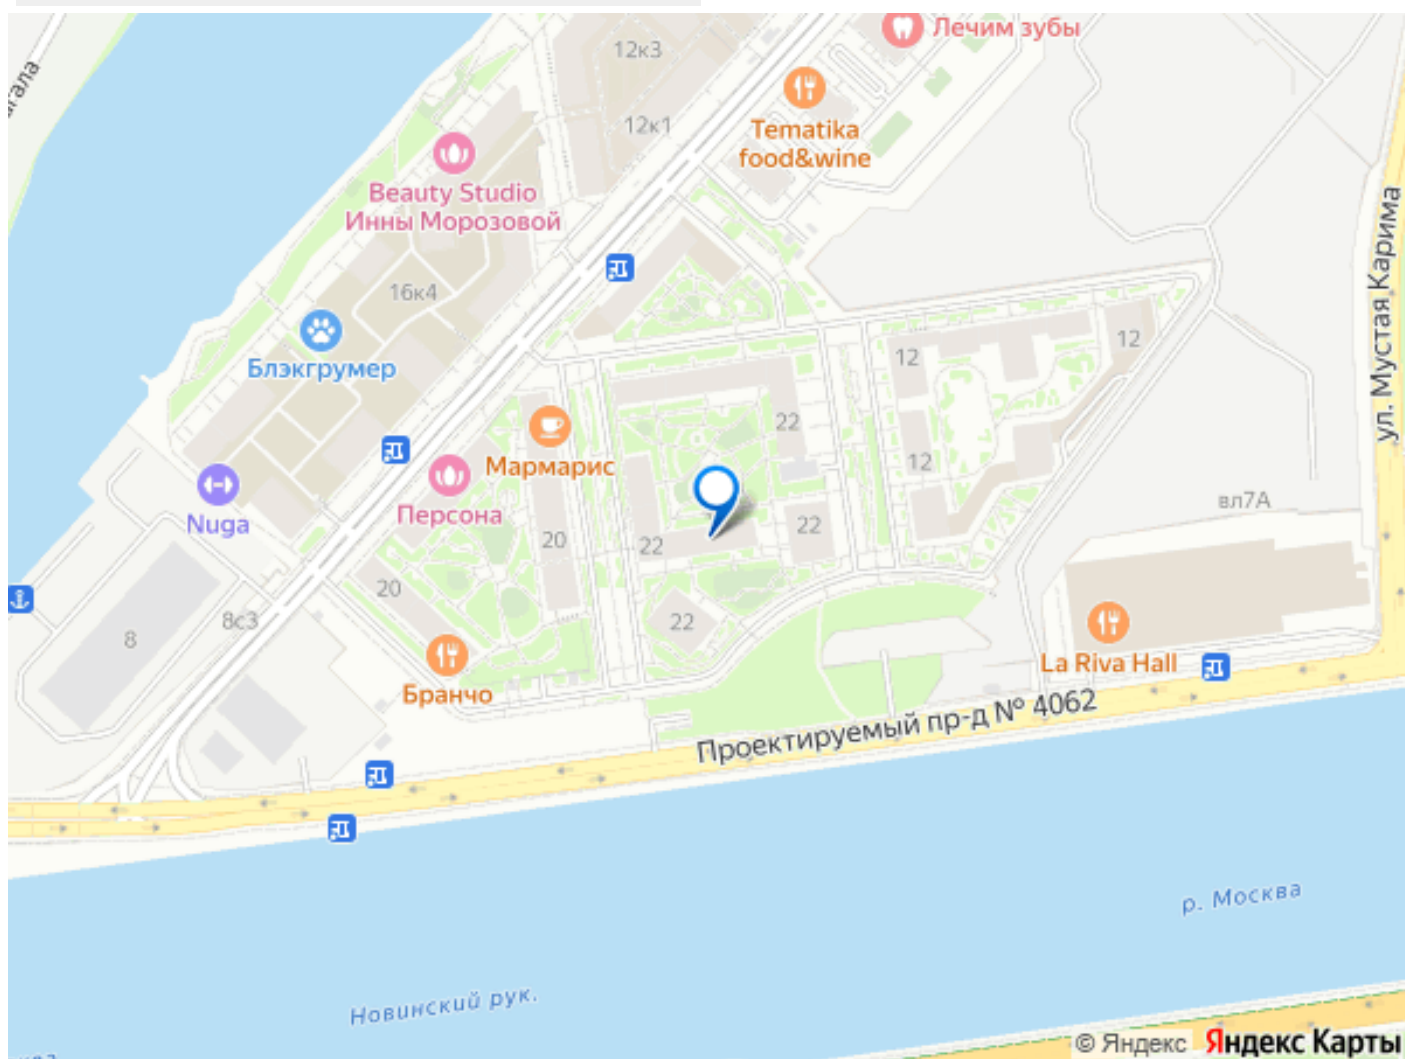 12к3
Лечим зубы
12к1
Tematika
food&wine
Beauty Studio
Инны Морозовой
ул. Мустая Карима
16к4
Блэкгрумер
12
12
22
Мармарис
12
Nuga
Персона
вл7А
22
20
22
20
22
8с3
8
La Riva Hall
Бранчо
Проектируемый пр-д № 4062
р. Москва
Новинский рук.
© Яндекс Яндекс Карты